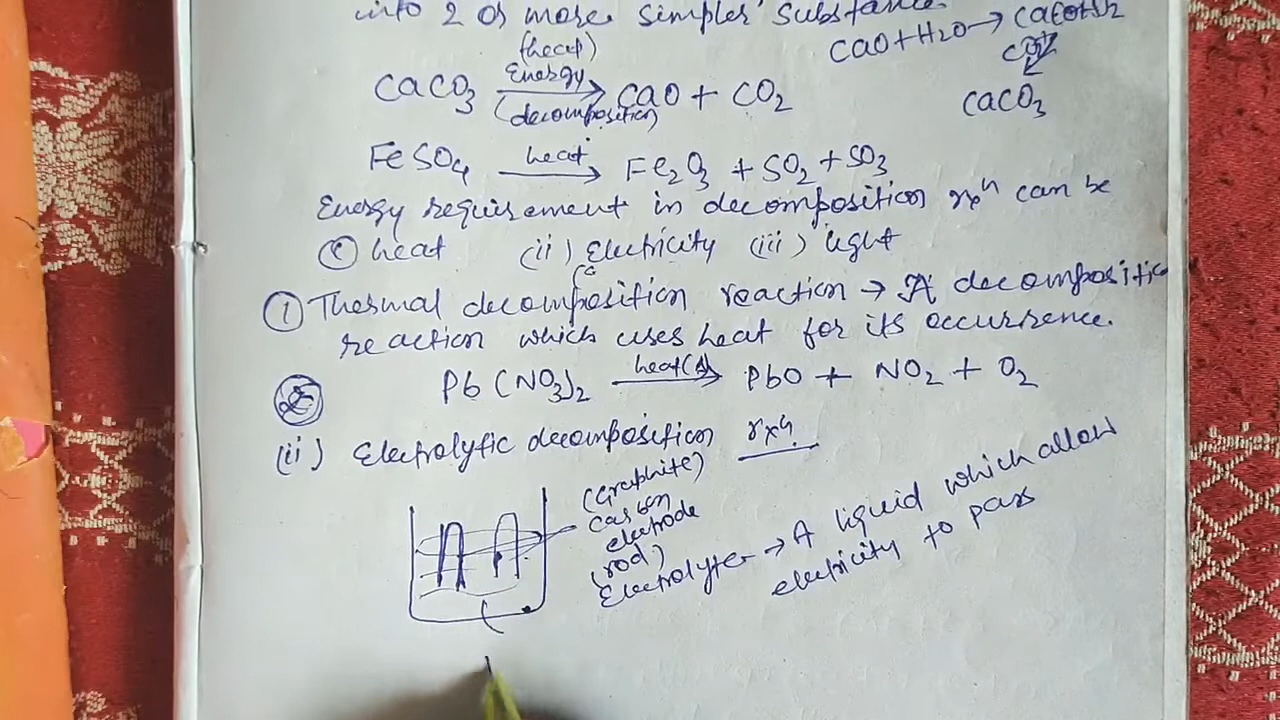 into 2 or more simpler substance.
CaO + H2O → Ca(OH)2
CO2
CaCO3
(heat)
CaCO3 Energy → CaO + CO2
(decomposition)
FeSO4 heat → Fe2O3 + SO2 + SO3
Energy requirement in decomposition rxn can be
(i) heat (ii) Electricity (iii) light
① Thermal decomposition reaction → A decomposition
reaction which uses heat for its occurrence.
Pb(NO3)2 heat(Δ) → PbO + NO2 + O2
(ii) Electrolytic decomposition rxn
(Graphite)
Carbon
electrode
(rod)
Electrolyte → A liquid which allow
electricity to pass